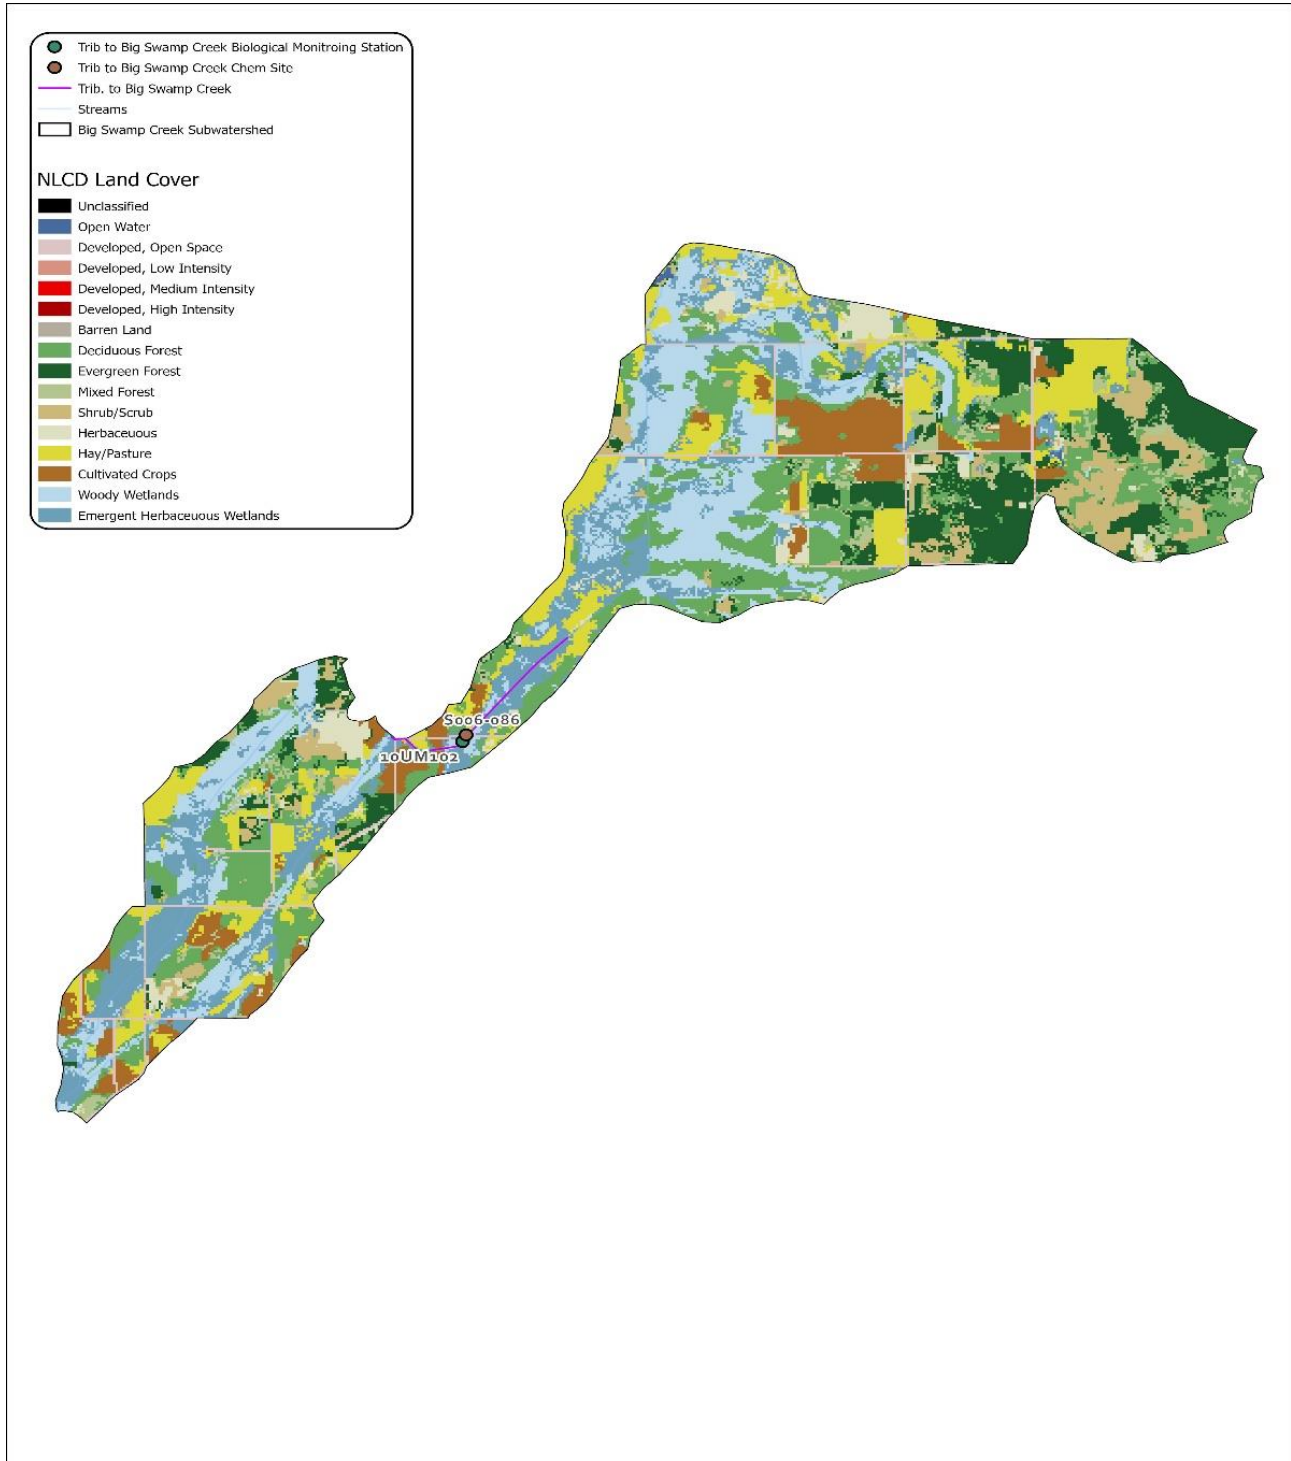 Trib to Big Swamp Creek Biological Monitroing Station
Trib to Big Swamp Creek Chem Site
Trib. to Big Swamp Creek
Streams
Big Swamp Creek Subwatershed
NLCD Land Cover
Unclassified
Open Water
Developed, Open Space
Developed, Low Intensity
Developed, Medium Intensity
Developed, High Intensity
Barren Land
Deciduous Forest
Evergreen Forest
Mixed Forest
Shrub/Scrub
Herbaceuous
Hay/Pasture
Cultivated Crops
Woody Wetlands
Emergent Herbaceuous Wetlands
S006-086
10UM102